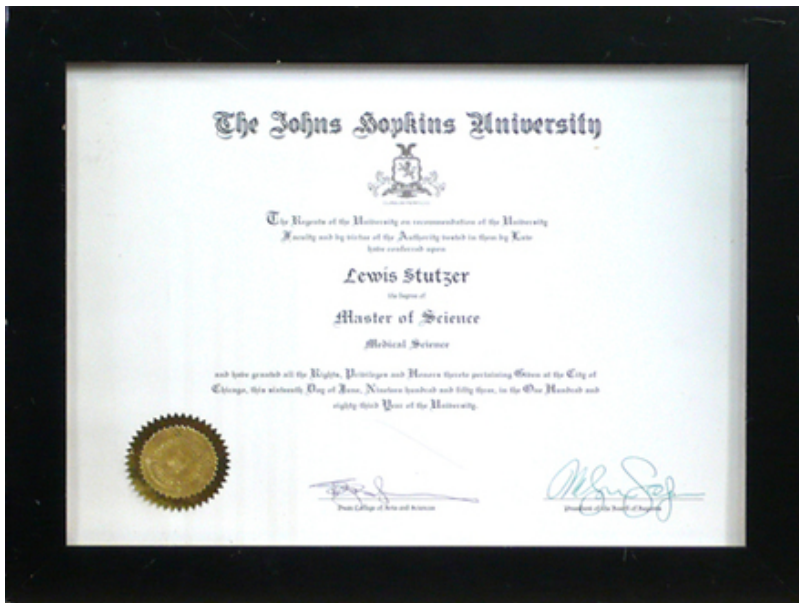 The Johns Hopkins University
The Regents of the University on recommendation of the University
Faculty and by virtue of the Authority vested in them by Law
have conferred upon
Lewis Stutzer
the Degree of
Master of Science
Medical Science
and have granted all the Rights, Privileges and Honors thereto pertaining Given at the City of
Chicago, this sixteenth Day of June, Nineteen hundred and fifty three, in the One Hundred and
eighty third Year of the University.
Dean College of Arts and Sciences
President of the Board of Regents